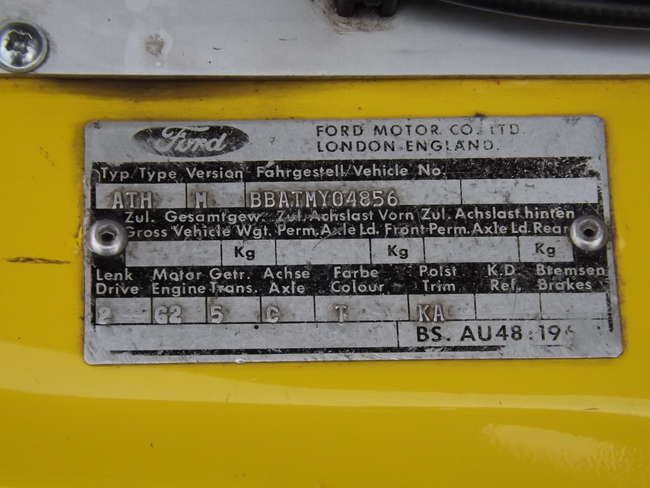 Ford
FORD MOTOR CO. LTD.
LONDON ENGLAND.
Typ/Type Version Fahrgestell/Vehicle No.
ATH M BBATMY04856
Zul. Gesamtgew. Zul. Achslast Vorn Zul. Achslast hinten
Gross Vehicle Wgt. Perm. Axle Ld. Front Perm. Axle Ld. Rear
Kg Kg Kg
Lenk Motor Getr. Achse Farbe Polst K.D. Bremsen
Drive Engine Trans. Axle Colour Trim Ref. Brakes
2 G2 5 C T KA
BS. AU48:196